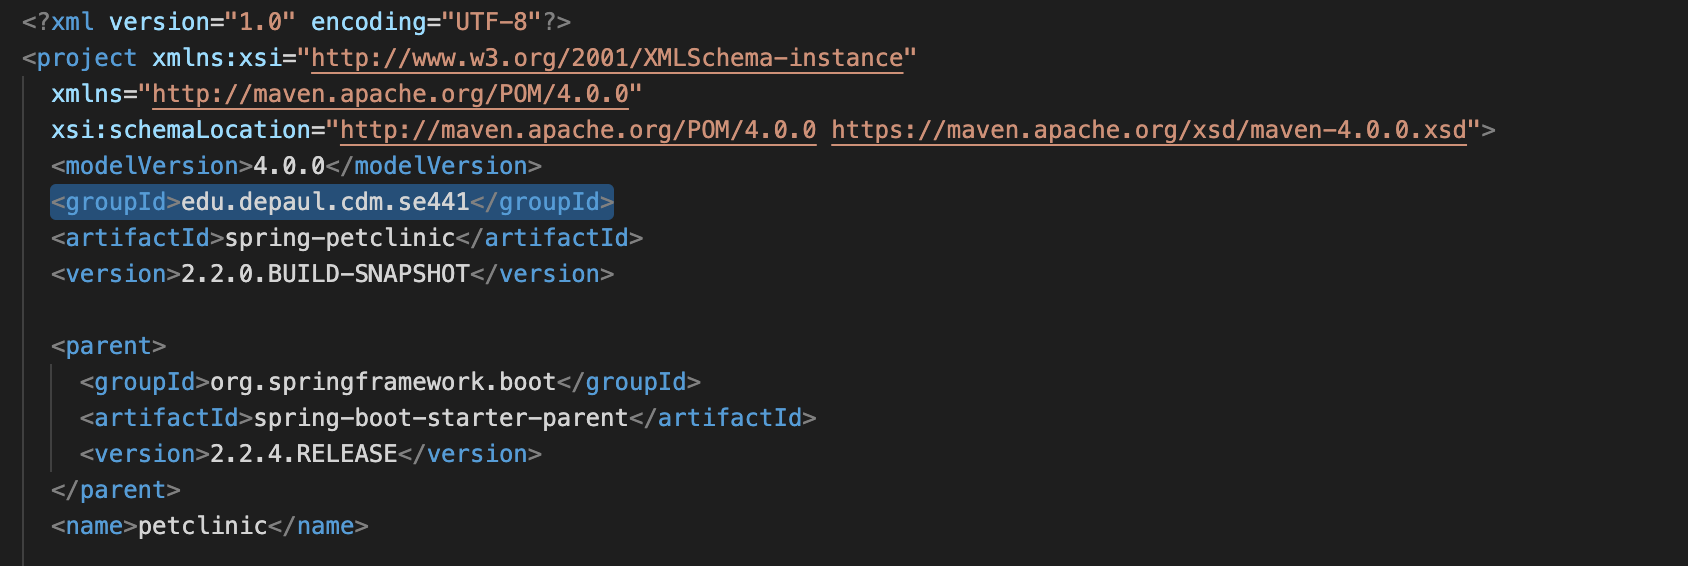 <?xml version="1.0" encoding="UTF-8"?>
<project xmlns:xsi="http://www.w3.org/2001/XMLSchema-instance"
xmlns="http://maven.apache.org/POM/4.0.0"
xsi:schemaLocation="http://maven.apache.org/POM/4.0.0 https://maven.apache.org/xsd/maven-4.0.0.xsd">
<modelVersion>4.0.0</modelVersion>
<groupId>edu.depaul.cdm.se441</groupId>
<artifactId>spring-petclinic</artifactId>
<version>2.2.0.BUILD-SNAPSHOT</version>
<parent>
<groupId>org.springframework.boot</groupId>
<artifactId>spring-boot-starter-parent</artifactId>
<version>2.2.4.RELEASE</version>
</parent>
<name>petclinic</name>